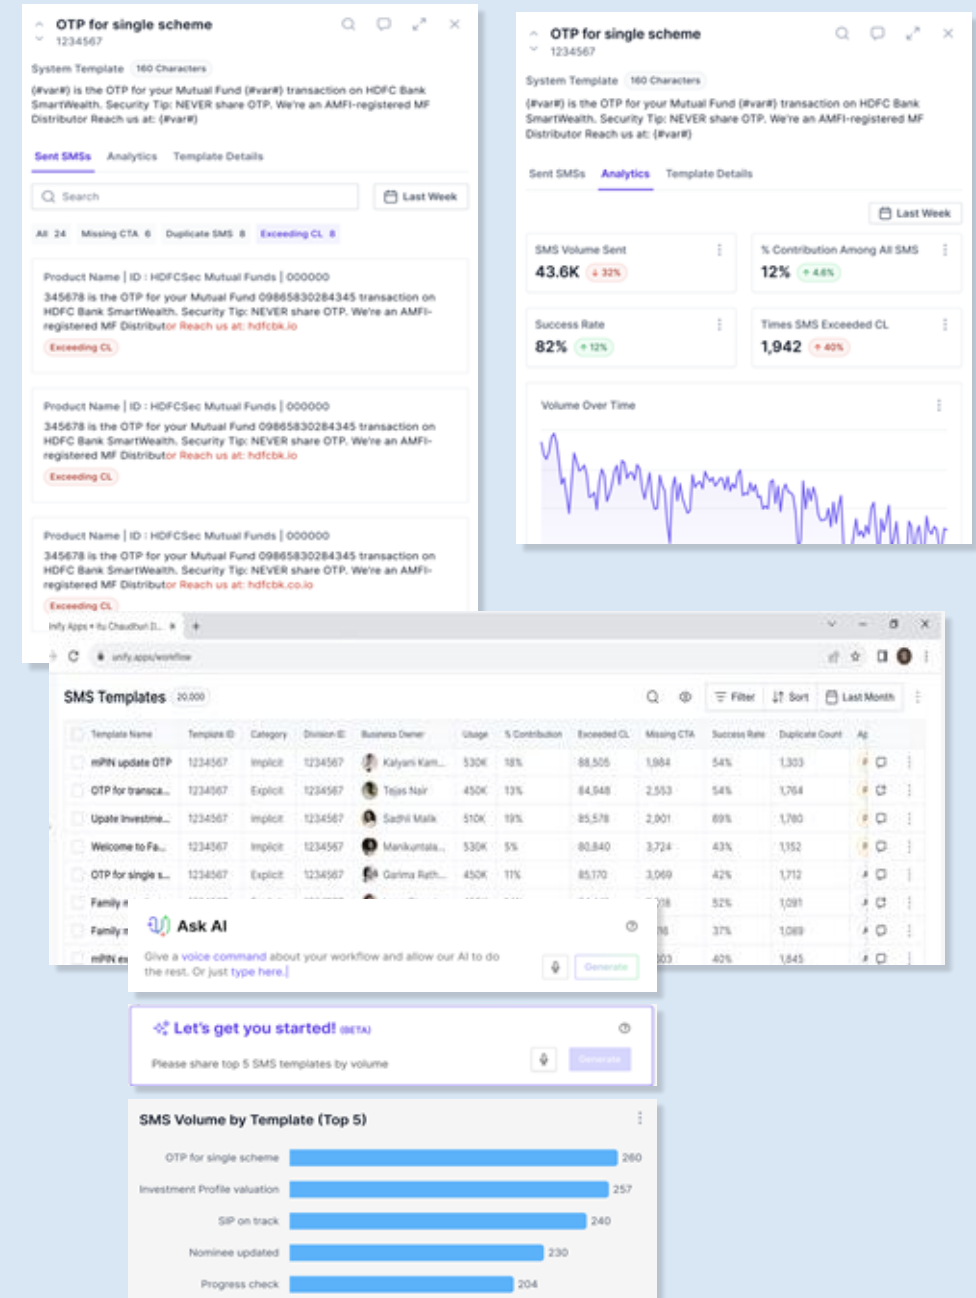 OTP for single scheme
1234567
System Template 160 Characters
{#var#} is the OTP for your Mutual Fund {#var#} transaction on HDFC Bank
SmartWealth. Security Tip: NEVER share OTP. We're an AMFI-registered MF
Distributor Reach us at: {#var#}
Sent SMSs Analytics Template Details
Search Last Week
All 24 Missing CTA 6 Duplicate SMS 8 Exceeding CL 8
Product Name | ID : HDFCSec Mutual Funds | 000000
345678 is the OTP for your Mutual Fund 09865830284345 transaction on
HDFC Bank SmartWealth. Security Tip: NEVER share OTP. We're an AMFI-
registered MF Distributor Reach us at: hdfcbk.io
Exceeding CL
Product Name | ID : HDFCSec Mutual Funds | 000000
345678 is the OTP for your Mutual Fund 09865830284345 transaction on
HDFC Bank SmartWealth. Security Tip: NEVER share OTP. We're an AMFI-
registered MF Distributor Reach us at: hdfcbk.io
Exceeding CL
Product Name | ID : HDFCSec Mutual Funds | 000000
345678 is the OTP for your Mutual Fund 09865830284345 transaction on
HDFC Bank SmartWealth. Security Tip: NEVER share OTP. We're an AMFI-
registered MF Distributor Reach us at: hdfcbk.co.io
Exceeding CL
OTP for single scheme
1234567
System Template 160 Characters
{#var#} is the OTP for your Mutual Fund {#var#} transaction on HDFC Bank
SmartWealth. Security Tip: NEVER share OTP. We're an AMFI-registered MF
Distributor Reach us at: {#var#}
Sent SMSs Analytics Template Details
Last Week
SMS Volume Sent
43.6K ↓ 32%
% Contribution Among All SMS
12% ↑ 4.6%
Success Rate
82% ↑ 12%
Times SMS Exceeded CL
1,942 ↑ 40%
Volume Over Time
nify Apps + Itu Chaudhuri D...
unify.apps/workflow
SMS Templates 20,000 Filter Sort Last Month
Template Name Template ID Category Division ID Business Owner Usage % Contribution Exceeded CL Missing CTA Success Rate Duplicate Count Ap
mPIN update OTP 1234567 Implicit 1234567 Kalyani Kam... 530K 18% 88,505 1,984 54% 1,303
OTP for transca... 1234567 Explicit 1234567 Tejas Nair 450K 13% 84,948 2,553 54% 1,764
Upate Investme... 1234567 Implicit 1234567 Sadhil Malik 510K 19% 85,578 2,901 69% 1,780
Welcome to Fa... 1234567 Implicit 1234567 Manikuntala... 530K 5% 80,840 3,724 43% 1,152
OTP for single s... 1234567 Explicit 1234567 Garima Rath... 450K 11% 85,170 3,069 42% 1,712
Family 52% 1,091
Family 37% 1,089
mPIN 40% 1,845
Ask AI
Give a voice command about your workflow and allow our AI to do
the rest. Or just type here.
Generate
Let's get you started! (BETA)
Please share top 5 SMS templates by volume
Generate
SMS Volume by Template (Top 5)
OTP for single scheme 260
Investment Profile valuation 257
SIP on track 240
Nominee updated 230
Progress check 204